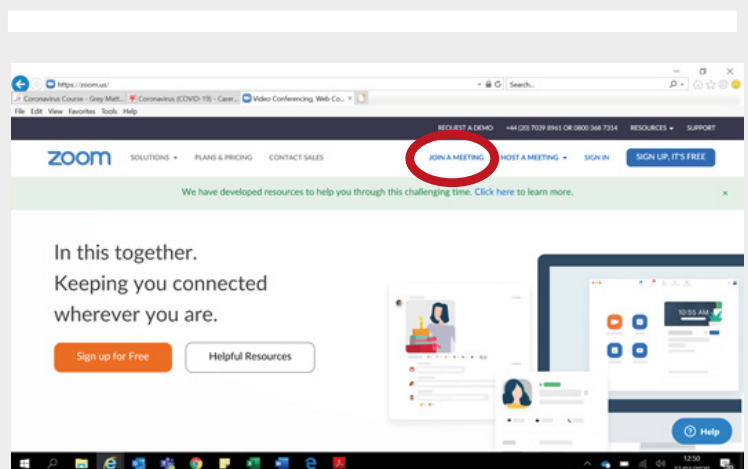 https://zoom.us/
Search...
Coronavirus Course - Grey Matt...
Coronavirus (COVID-19) - Carer...
Video Conferencing, Web Co...
File Edit View Favorites Tools Help
REQUEST A DEMO +44 (20) 7039 8961 OR 0800 368 7314 RESOURCES SUPPORT
zoom SOLUTIONS PLANS & PRICING CONTACT SALES JOIN A MEETING HOST A MEETING SIGN IN SIGN UP, IT'S FREE
We have developed resources to help you through this challenging time. Click here to learn more.
In this together.
Keeping you connected
wherever you are.
Sign up for Free
Helpful Resources
10:55 AM
Help
12:50